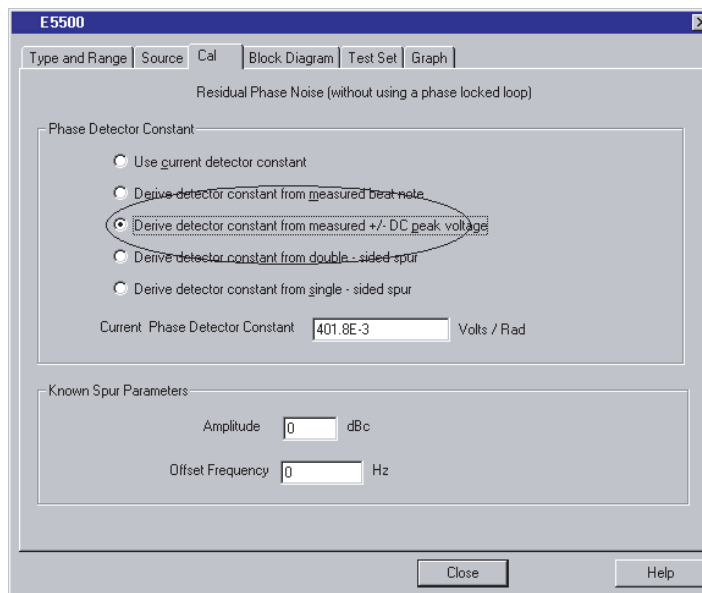 E5500
Type and Range Source Cal Block Diagram Test Set Graph
Residual Phase Noise (without using a phase locked loop)
Phase Detector Constant
Use current detector constant
Derive detector constant from measured beat note
Derive detector constant from measured +/- DC peak voltage
Derive detector constant from double - sided spur
Derive detector constant from single - sided spur
Current Phase Detector Constant 401.8E-3 Volts / Rad
Known Spur Parameters
Amplitude 0 dBc
Offset Frequency 0 Hz
Close Help